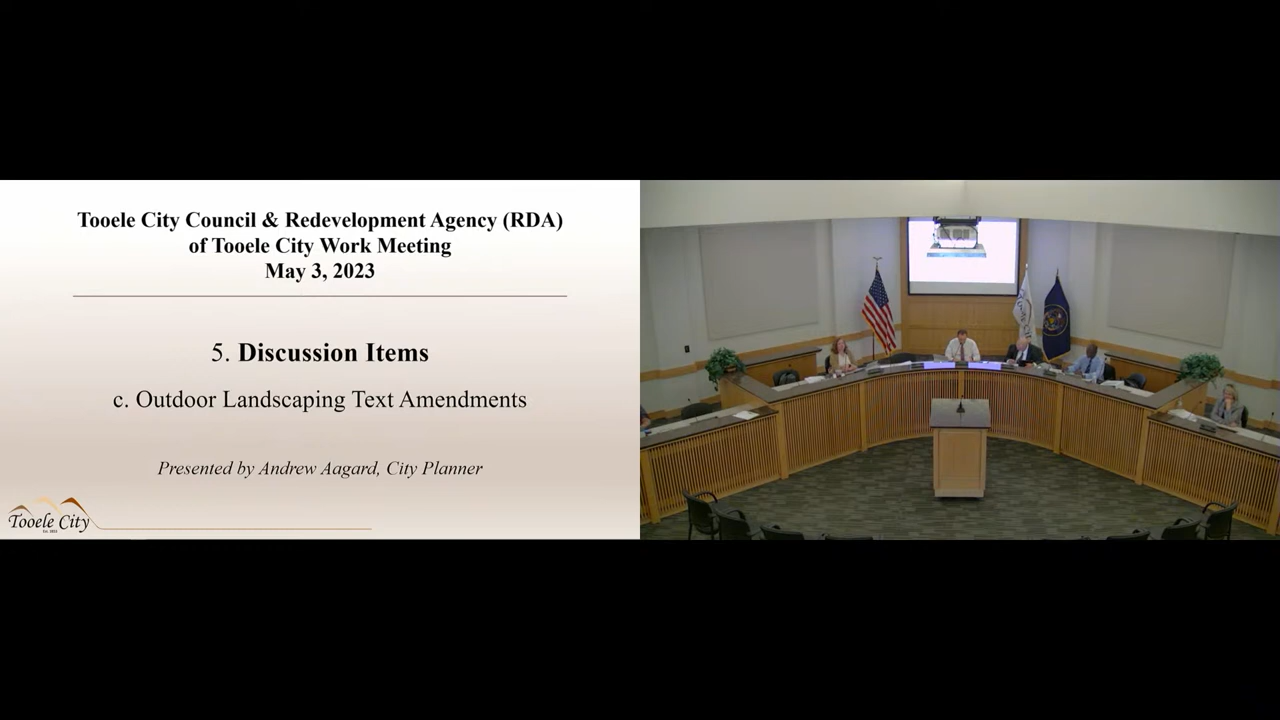 Tooele City Council & Redevelopment Agency (RDA)
of Tooele City Work Meeting
May 3, 2023
5. Discussion Items
c. Outdoor Landscaping Text Amendments
Presented by Andrew Aagard, City Planner
Tooele City